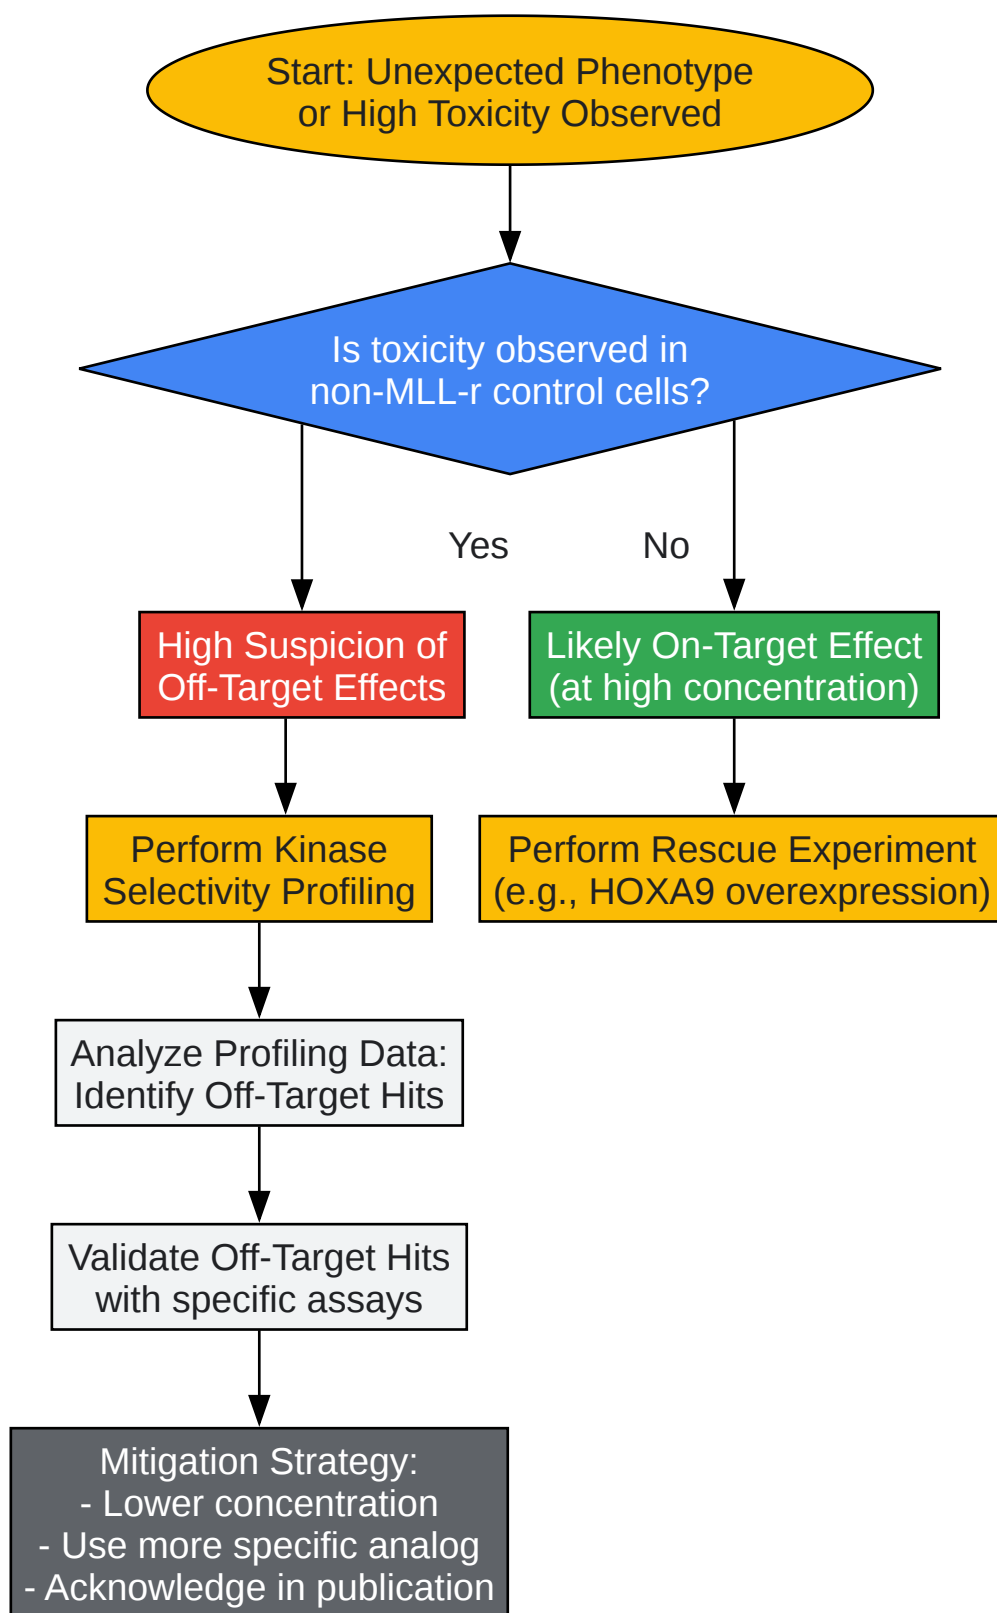 Start: Unexpected Phenotype
or High Toxicity Observed
Is toxicity observed in
non-MLL-r control cells?
Yes
No
High Suspicion of
Off-Target Effects
Likely On-Target Effect
(at high concentration)
Perform Kinase
Selectivity Profiling
Perform Rescue Experiment
(e.g., HOXA9 overexpression)
Analyze Profiling Data:
Identify Off-Target Hits
Validate Off-Target Hits
with specific assays
Mitigation Strategy:
- Lower concentration
- Use more specific analog
- Acknowledge in publication